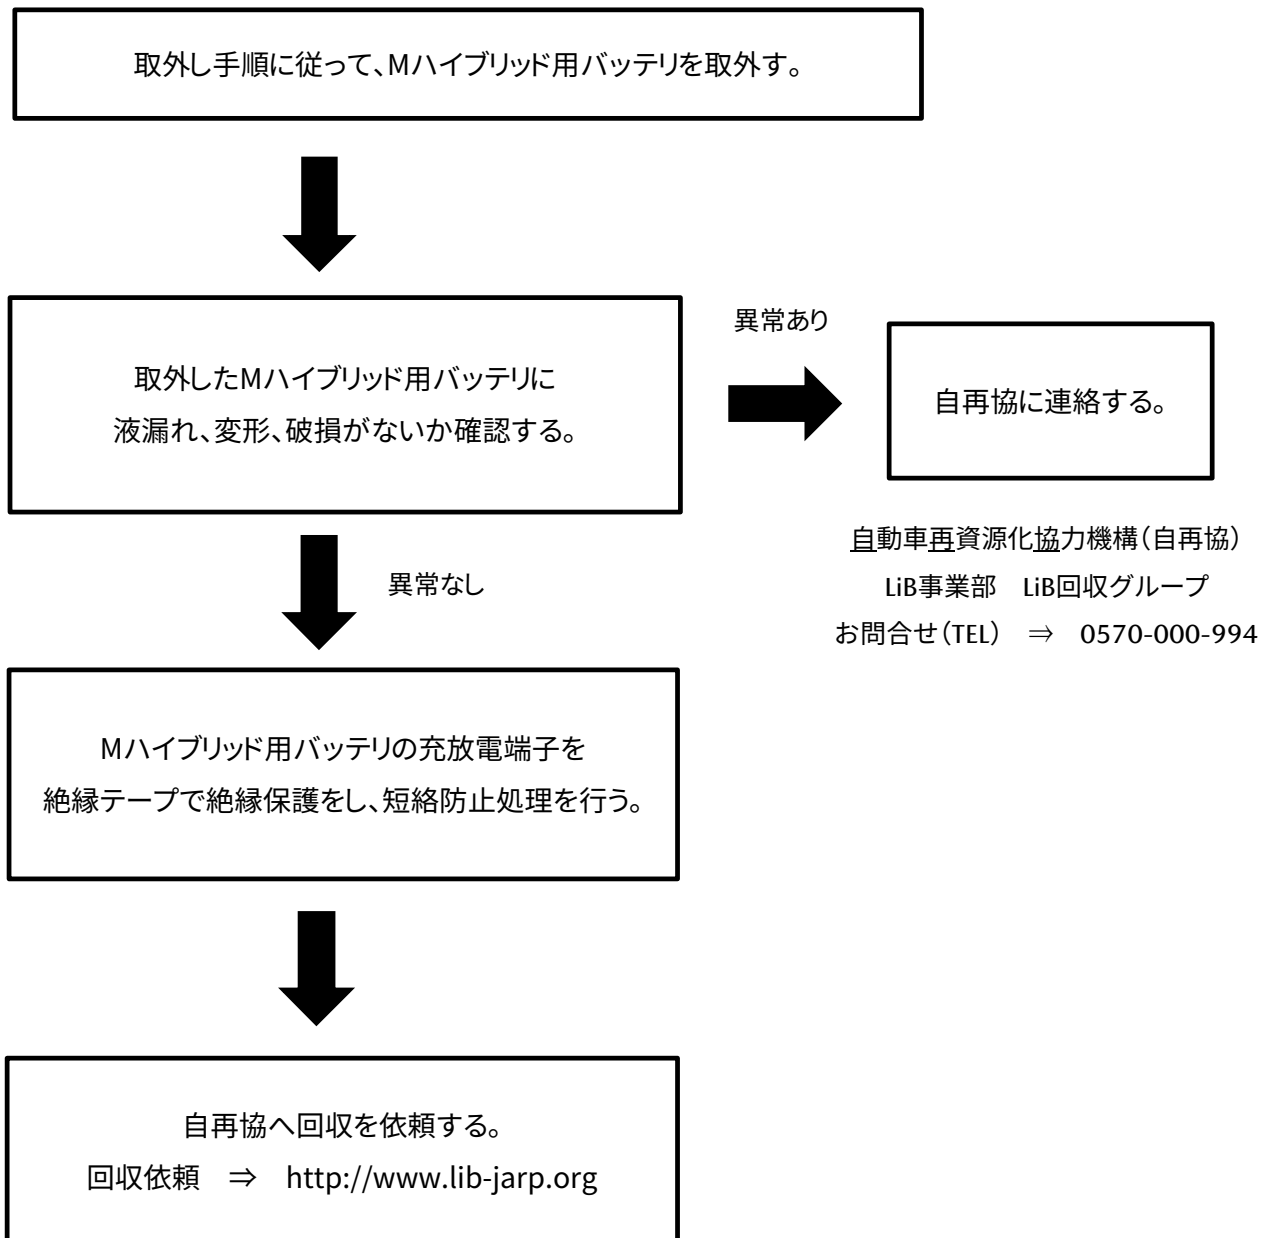 取外し手順に従って、Mハイブリッド用バッテリを取外す。
取外したMハイブリッド用バッテリに
液漏れ、変形、破損がないか確認する。
異常あり
自再協に連絡する。
自動車再資源化協力機構（自再協）
LiB事業部　LiB回収グループ
お問合せ（TEL）　⇒　0570-000-994
異常なし
Mハイブリッド用バッテリの充放電端子を
絶縁テープで絶縁保護をし、短絡防止処理を行う。
自再協へ回収を依頼する。
回収依頼　⇒　http://www.lib-jarp.org